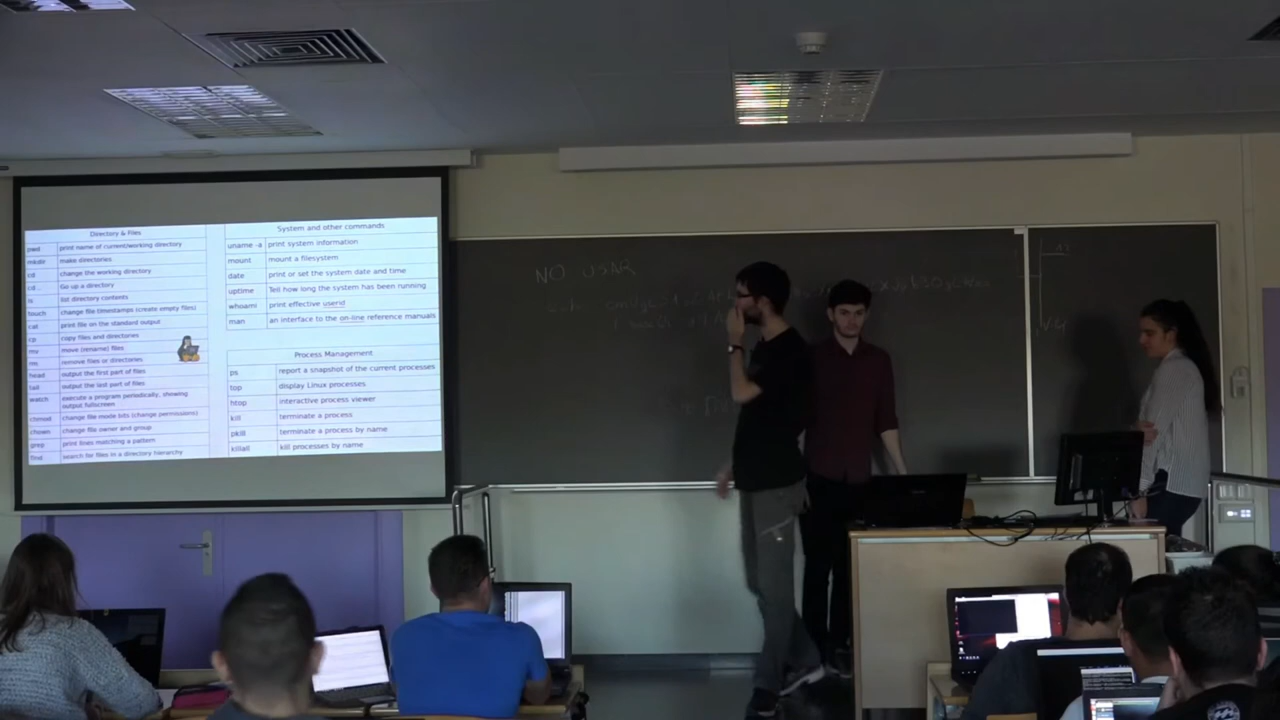 Directory & Files
pwd print name of current/working directory
mkdir make directories
cd change the working directory
cd .. Go up a directory
ls list directory contents
touch change file timestamps (create empty files)
cat print file on the standard output
cp copy files and directories
mv move (rename) files
rm remove files or directories
head output the first part of files
tail output the last part of files
watch execute a program periodically, showing
output fullscreen
chmod change file mode bits (change permissions)
chown change file owner and group
grep print lines matching a pattern
find search for files in a directory hierarchy
System and other commands
uname -a print system information
mount mount a filesystem
date print or set the system date and time
uptime Tell how long the system has been running
whoami print effective userid
man an interface to the on-line reference manuals
Process Management
ps report a snapshot of the current processes
top display Linux processes
htop interactive process viewer
kill terminate a process
pkill terminate a process by name
killall kill processes by name
NO USAR